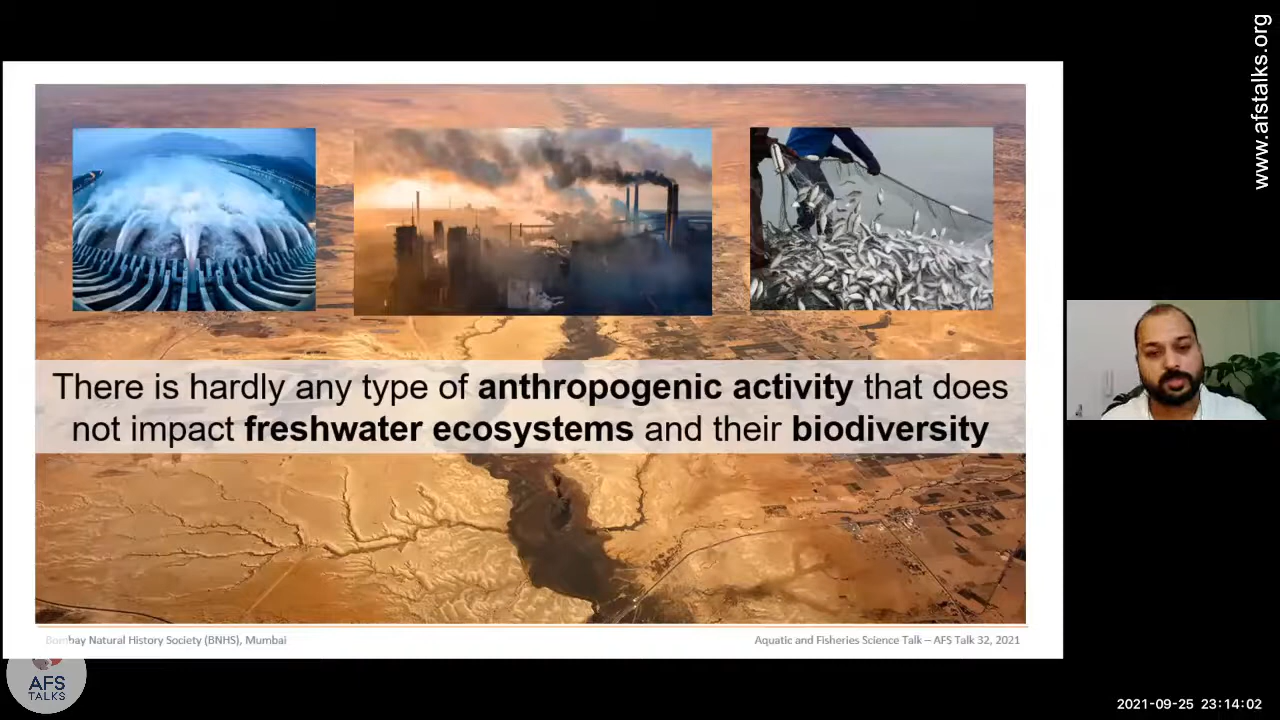 www.afstalks.org
There is hardly any type of anthropogenic activity that does
not impact freshwater ecosystems and their biodiversity
Bombay Natural History Society (BNHS), Mumbai
Aquatic and Fisheries Science Talk – AFS Talk 32, 2021
AFS
TALKS
2021-09-25 23:14:02